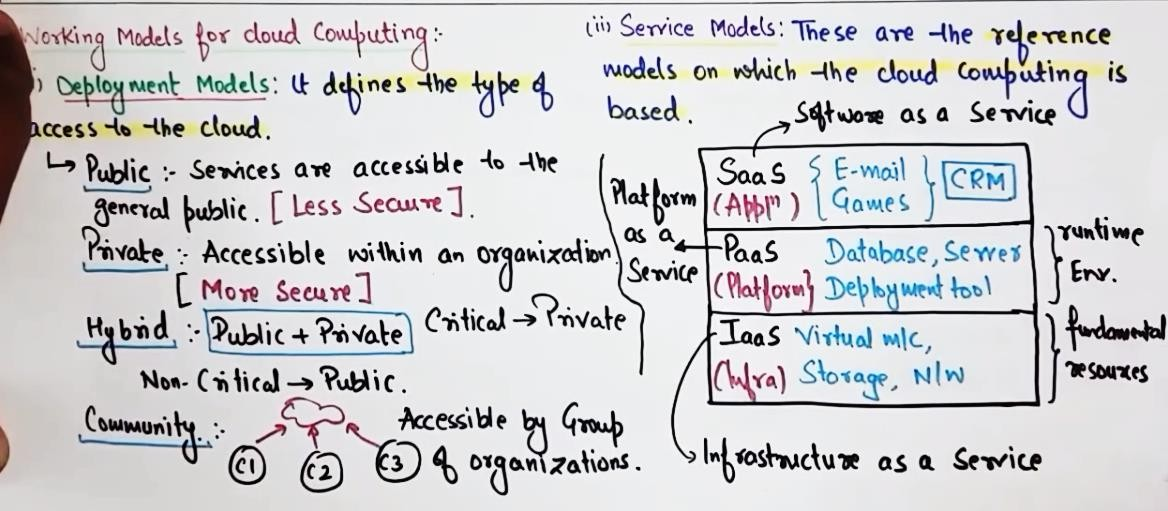 Working Models for cloud Computing:-
i) Deployment Models: It defines the type of
access to the cloud.
↳ Public :- Services are accessible to the
general public. [Less Secure].
Private :- Accessible within an organization
[More Secure]
Hybrid :- Public + Private Critical → Private
Non-Critical → Public.
Community :- Accessible by Group
C1 C2 C3 of organizations.
(ii) Service Models: These are the reference
models on which the cloud computing is
based.
Software as a Service
SaaS { E-mail } CRM
(Appln) { Games }
Platform
as a
Service
PaaS Database, Server
(Platform} Deployment tool
runtime
Env.
IaaS Virtual m/c,
(Infra) Storage, N/W
fundamental
resources
Infrastructure as a Service